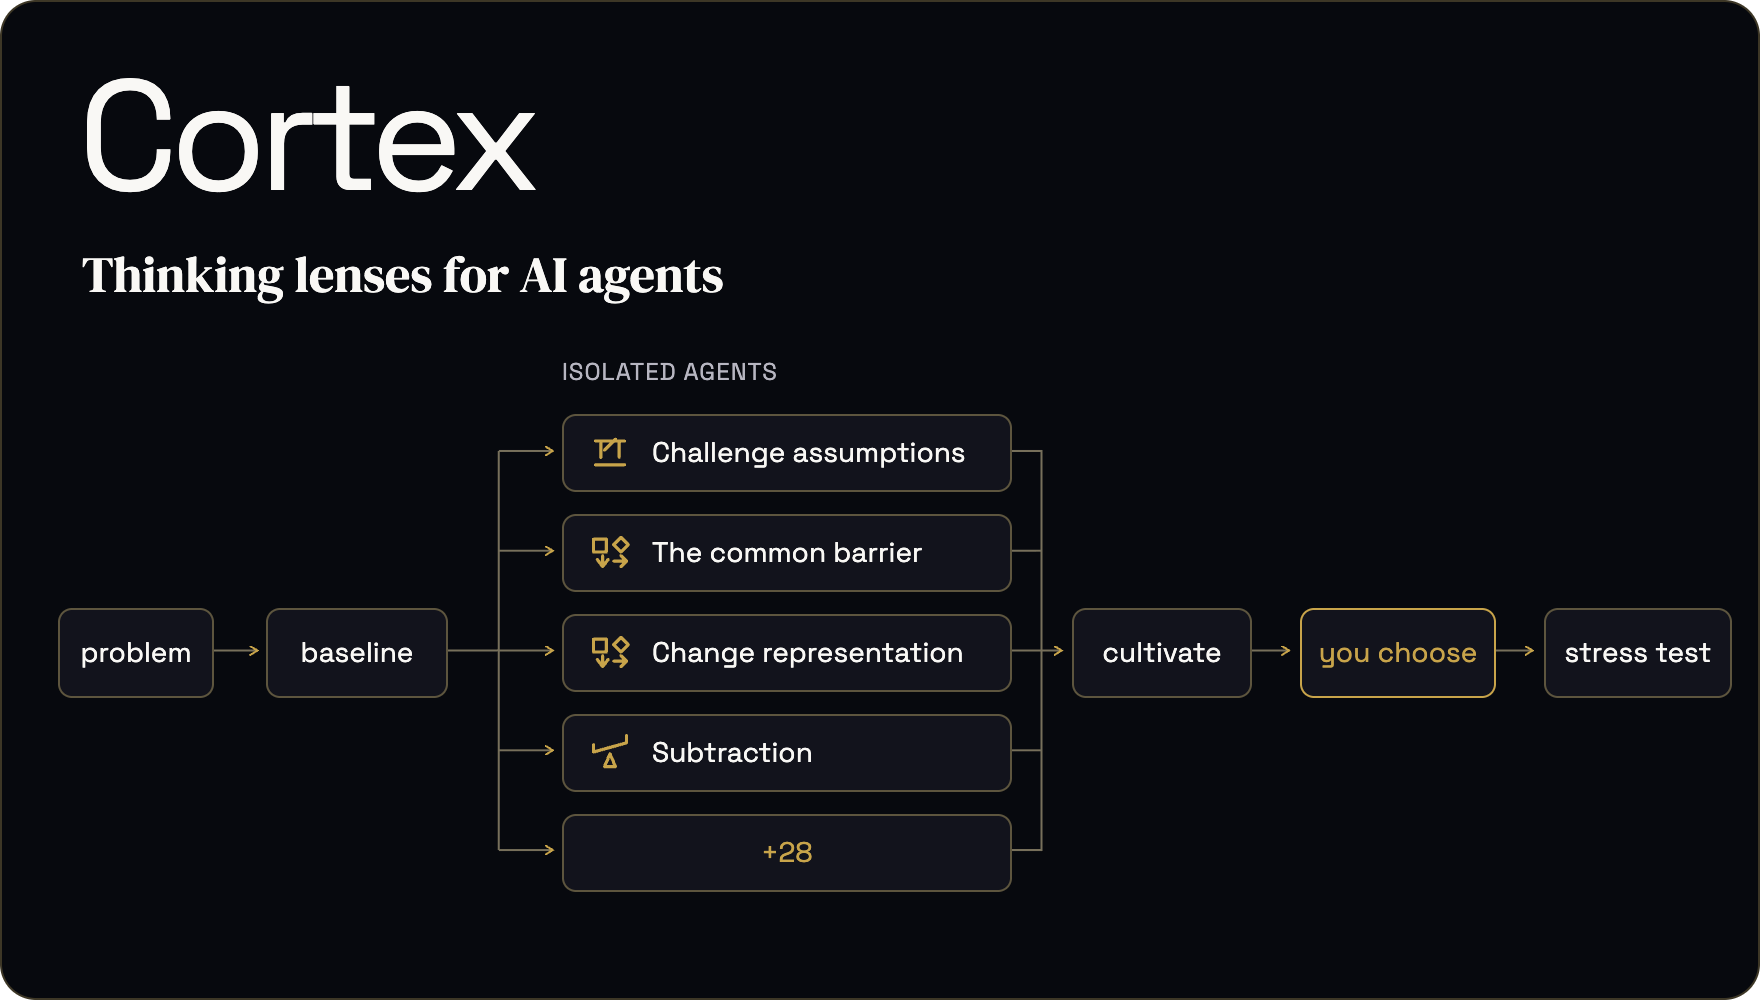 Cortex
Thinking lenses for AI agents
ISOLATED AGENTS
Challenge assumptions
The common barrier
problem
baseline
Change representation
cultivate
you choose
stress test
Subtraction
+28